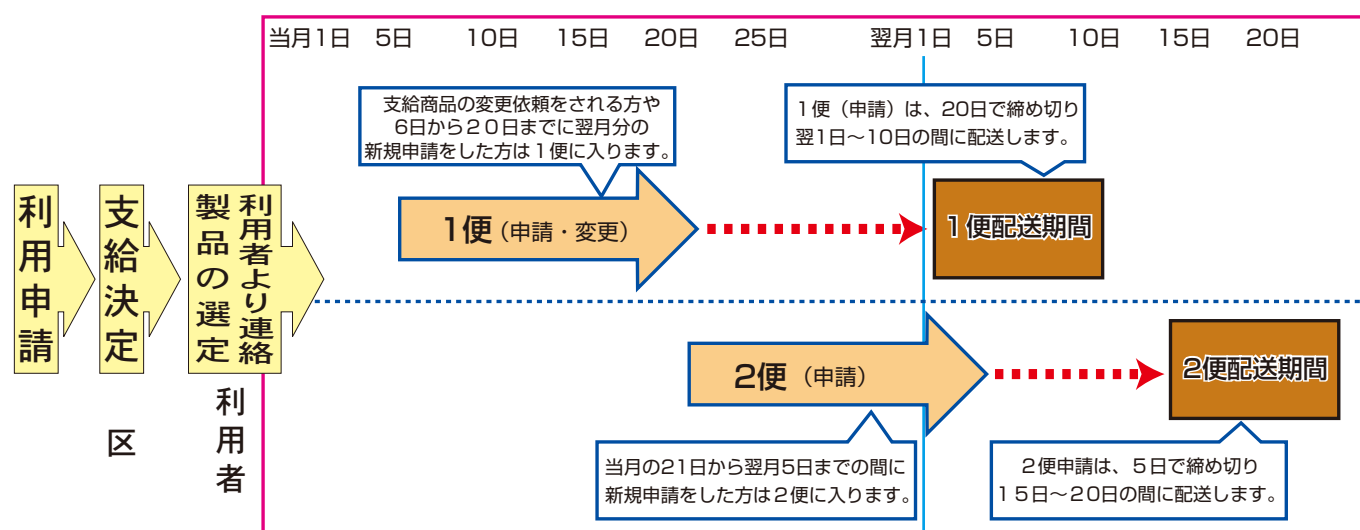 当月1日 5日 10日 15日 20日 25日 翌月1日 5日 10日 15日 20日
支給商品の変更依頼をされる方や
6日から20日までに翌月分の
新規申請をした方は1便に入ります。
1便(申請)は、20日で締め切り
翌1日～10日の間に配送します。
利用申請
支給決定
利用者より連絡
製品の選定
1便(申請・変更)
1便配送期間
2便(申請)
2便配送期間
区
利用者
当月の21日から翌月5日までの間に
新規申請をした方は2便に入ります。
2便申請は、5日で締め切り
15日～20日の間に配送します。